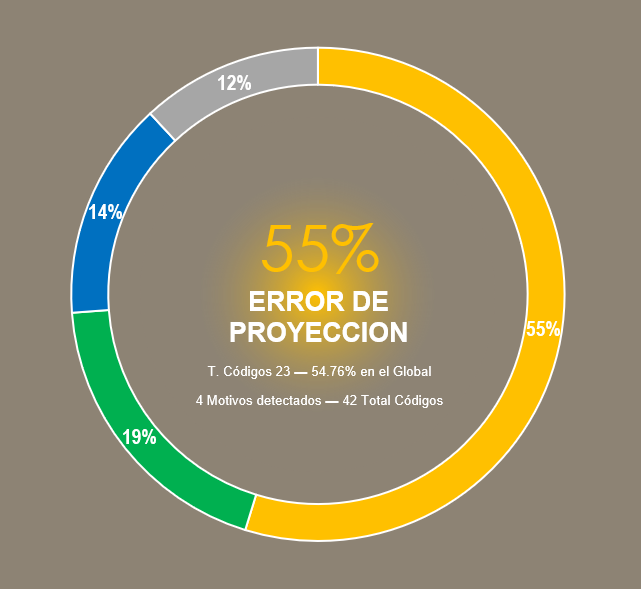 12%
14%
55%
ERROR DE
PROYECCION
55%
T. Códigos 23 — 54.76% en el Global
4 Motivos detectados — 42 Total Códigos
19%